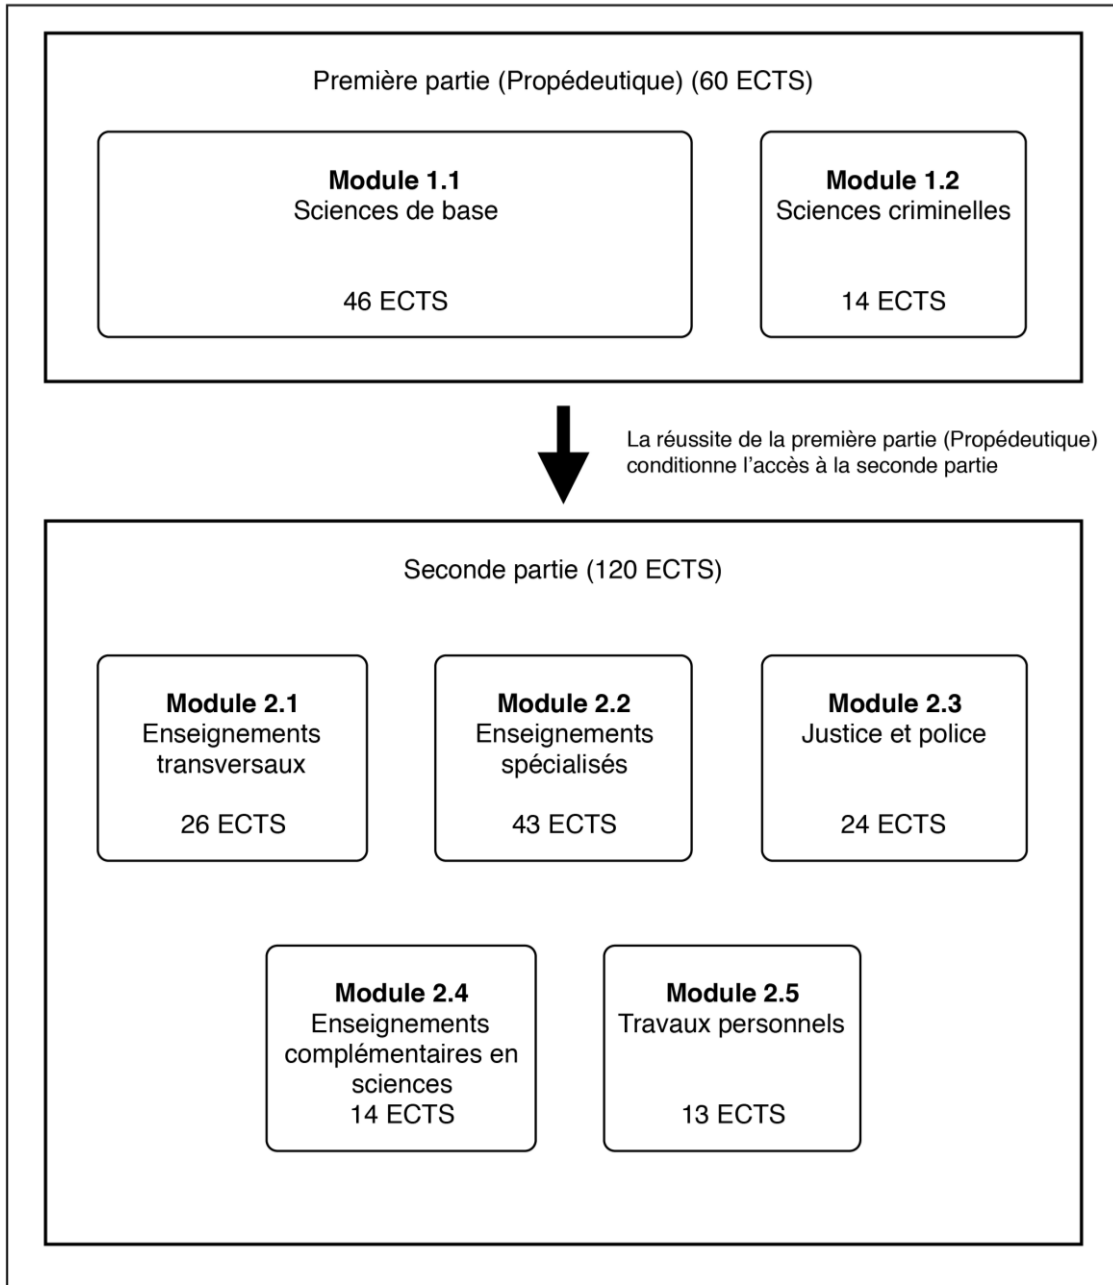 Première partie (Propédeutique) (60 ECTS)
Module 1.1
Sciences de base
46 ECTS
Module 1.2
Sciences criminelles
14 ECTS
La réussite de la première partie (Propédeutique)
conditionne l'accès à la seconde partie
Seconde partie (120 ECTS)
Module 2.1
Enseignements
transversaux
26 ECTS
Module 2.2
Enseignements
spécialisés
43 ECTS
Module 2.3
Justice et police
24 ECTS
Module 2.4
Enseignements
complémentaires en
sciences
14 ECTS
Module 2.5
Travaux personnels
13 ECTS